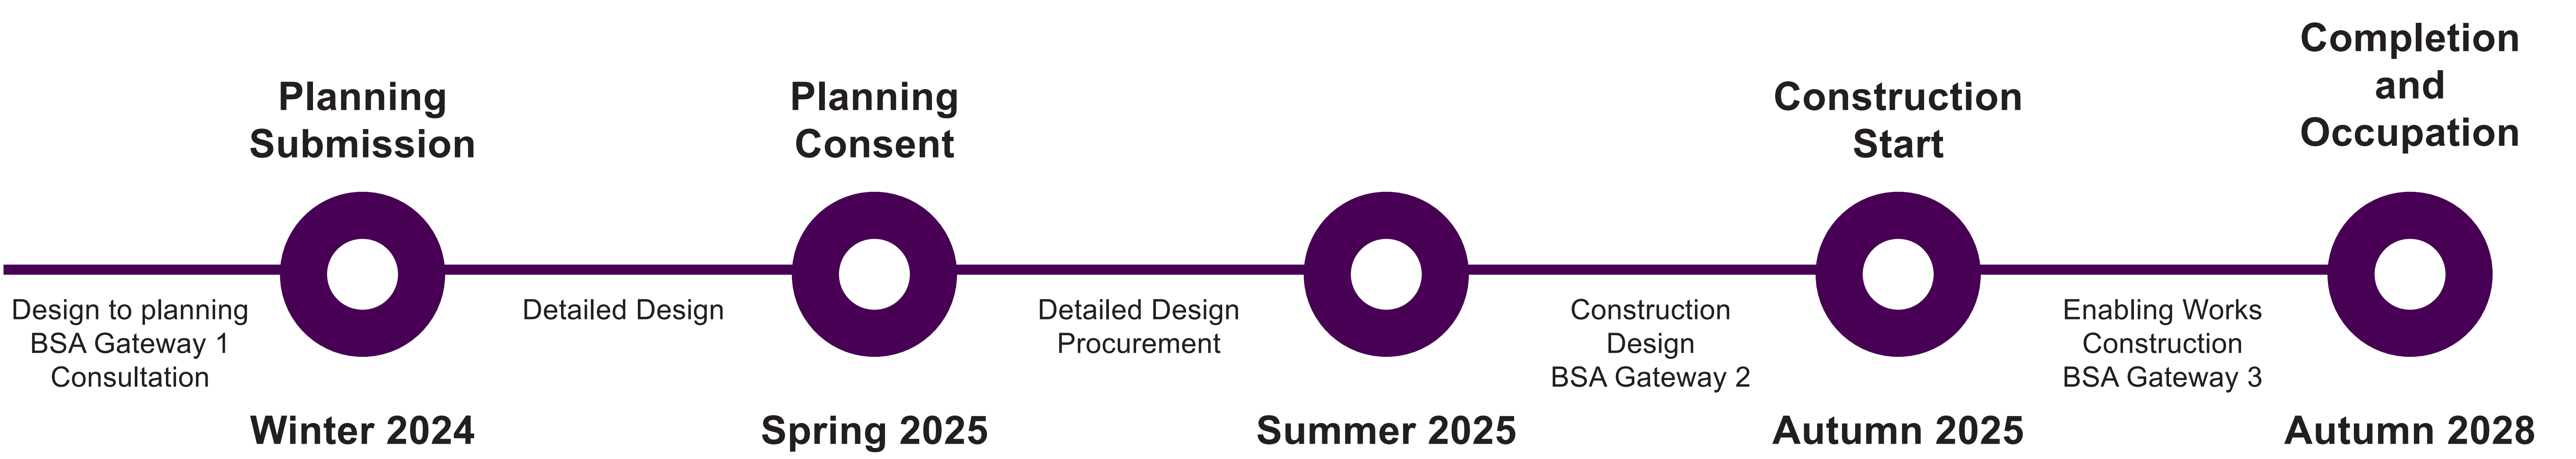 Planning
Submission
Planning
Consent
Construction
Start
Completion
and
Occupation
Design to planning
BSA Gateway 1
Consultation
Detailed Design
Detailed Design
Procurement
Construction
Design
BSA Gateway 2
Enabling Works
Construction
BSA Gateway 3
Winter 2024
Spring 2025
Summer 2025
Autumn 2025
Autumn 2028